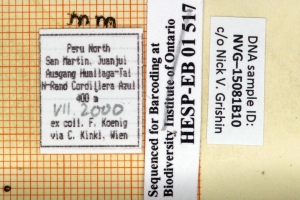 mm
Peru North
San Martin, Juanjui
Ausgang Huallaga-Tal
N-Rand Cordillera Azul
400 m
VII 2000
ex coll. F. Koenig
via C. Kinkl, Wien
Sequenced for Barcoding at
Biodiversity Institute of Ontario
HESP-EB 01 517
DNA sample ID:
NVG-15081B10
c/o Nick V. Grishin